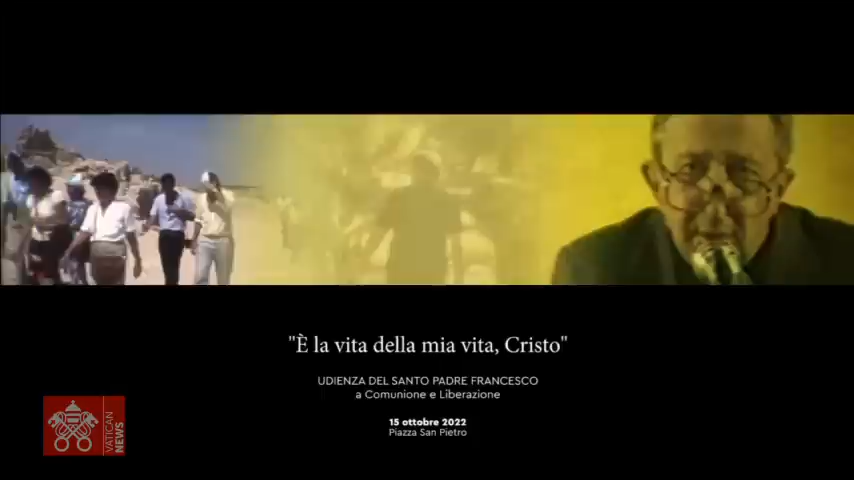 "È la vita della mia vita, Cristo"
UDIENZA DEL SANTO PADRE FRANCESCO
a Comunione e Liberazione
15 ottobre 2022
Piazza San Pietro
VATICAN
NEWS